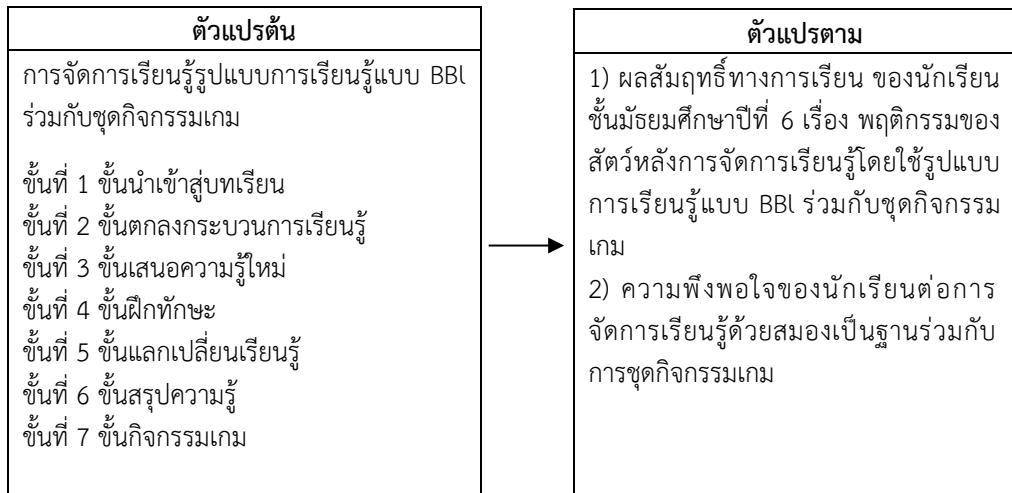 ตัวแปรต้น
การจัดการเรียนรู้รูปแบบการเรียนรู้แบบ BBl
ร่วมกับชุดกิจกรรมเกม
ขั้นที่ 1 ขั้นนำเข้าสู่บทเรียน
ขั้นที่ 2 ขั้นตกลงกระบวนการเรียนรู้
ขั้นที่ 3 ขั้นเสนอความรู้ใหม่
ขั้นที่ 4 ขั้นฝึกทักษะ
ขั้นที่ 5 ขั้นแลกเปลี่ยนเรียนรู้
ขั้นที่ 6 ขั้นสรุปความรู้
ขั้นที่ 7 ขั้นกิจกรรมเกม
ตัวแปรตาม
1) ผลสัมฤทธิ์ทางการเรียน ของนักเรียน
ชั้นมัธยมศึกษาปีที่ 6 เรื่อง พฤติกรรมของ
สัตว์หลังการจัดการเรียนรู้โดยใช้รูปแบบ
การเรียนรู้แบบ BBl ร่วมกับชุดกิจกรรม
เกม
2) ความพึงพอใจของนักเรียนต่อการ
จัดการเรียนรู้ด้วยสมองเป็นฐานร่วมกับ
การชุดกิจกรรมเกม